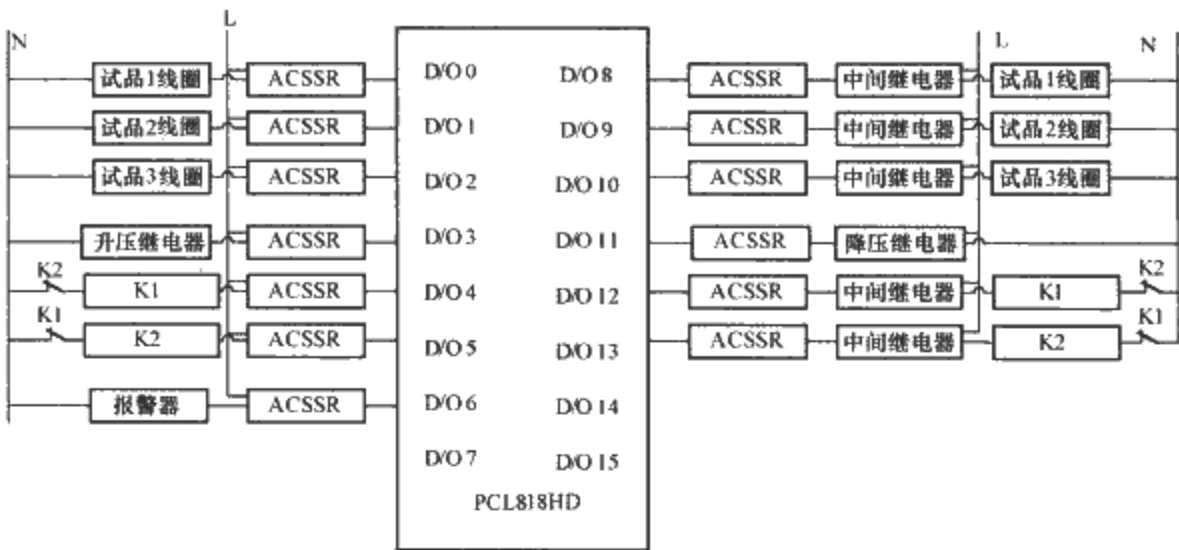 N L L N
试品1线圈 ACSSR D/O 0 D/O 8 ACSSR 中间继电器 试品1线圈
试品2线圈 ACSSR D/O 1 D/O 9 ACSSR 中间继电器 试品2线圈
试品3线圈 ACSSR D/O 2 D/O 10 ACSSR 中间继电器 试品3线圈
升压继电器 ACSSR D/O 3 D/O 11 ACSSR 降压继电器
K2 K1 ACSSR D/O 4 D/O 12 ACSSR 中间继电器 K1 K2
K1 K2 ACSSR D/O 5 D/O 13 ACSSR 中间继电器 K2 K1
报警器 ACSSR D/O 6 D/O 14
D/O 7 D/O 15
PCL818HD